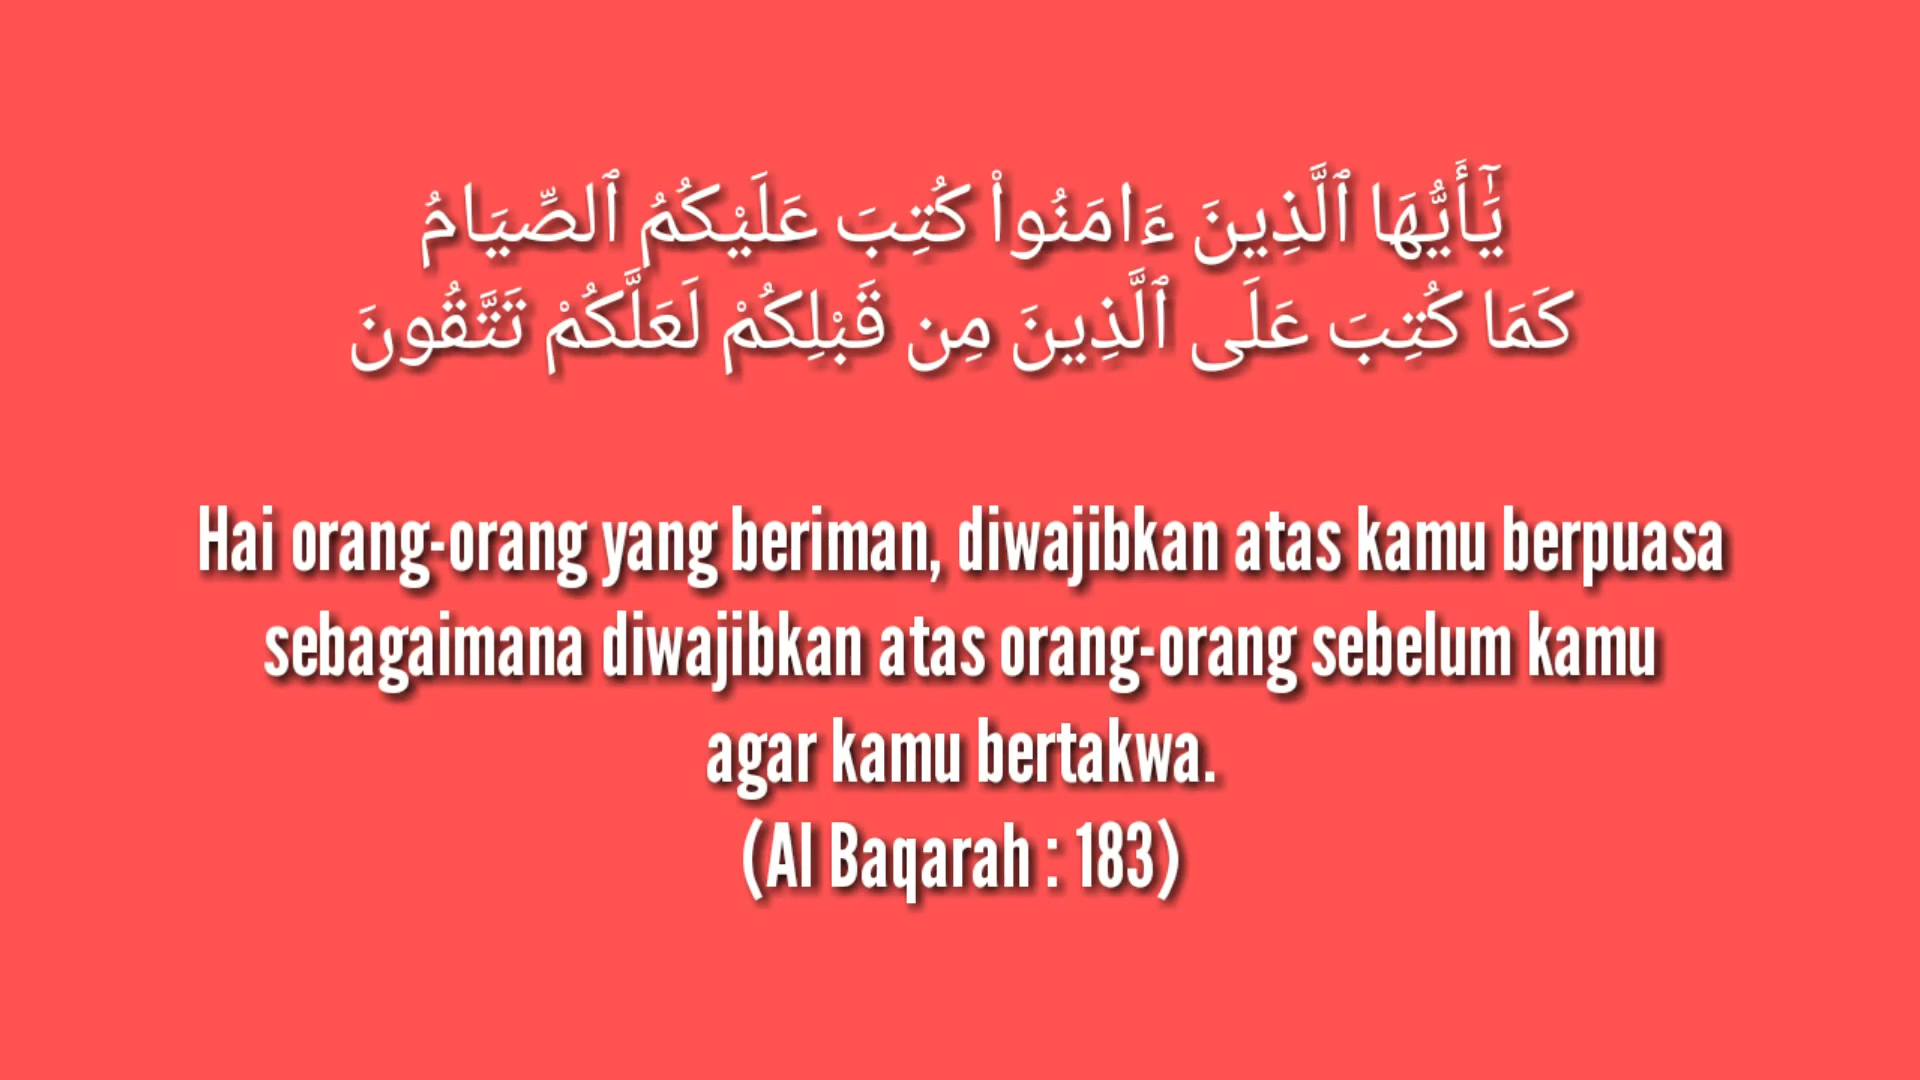 يَٰٓأَيُّهَا ٱلَّذِينَ ءَامَنُوا۟ كُتِبَ عَلَيْكُمُ ٱلصِّيَامُ
كَمَا كُتِبَ عَلَى ٱلَّذِينَ مِن قَبْلِكُمْ لَعَلَّكُمْ تَتَّقُونَ
Hai orang-orang yang beriman, diwajibkan atas kamu berpuasa
sebagaimana diwajibkan atas orang-orang sebelum kamu
agar kamu bertakwa.
(Al Baqarah : 183)